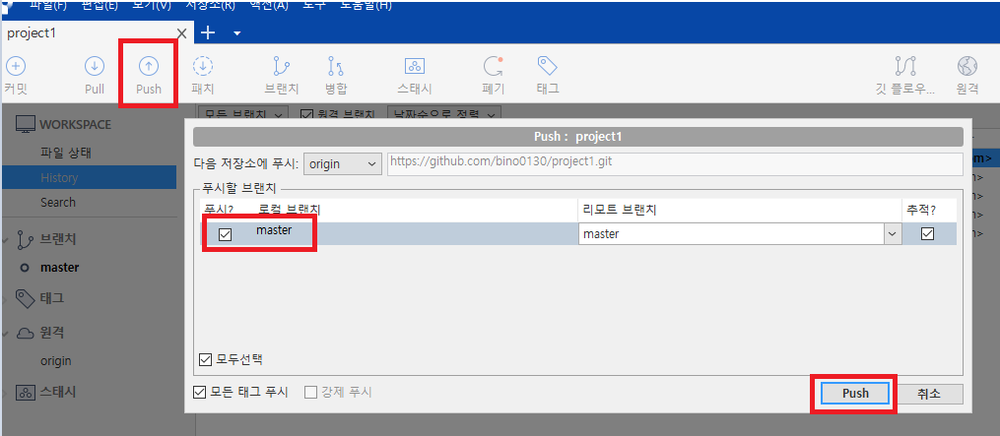 파일(F) 편집(E) 보기(V) 저장소(R) 액션(A) 도구 도움말(H)
project1
커밋 Pull Push 패치 브랜치 병합 스태시 폐기 태그 깃 플로우... 원격
WORKSPACE
모든 브랜치 원격 브랜치 날짜순으로 정렬
파일 상태
History
Search
브랜치
master
태그
원격
origin
스태시
Push : project1
다음 저장소에 푸시: origin https://github.com/bino0130/project1.git
푸시할 브랜치
푸시? 로컬 브랜치 리모트 브랜치 추적?
master master
모두선택
모든 태그 푸시 강제 푸시
Push 취소